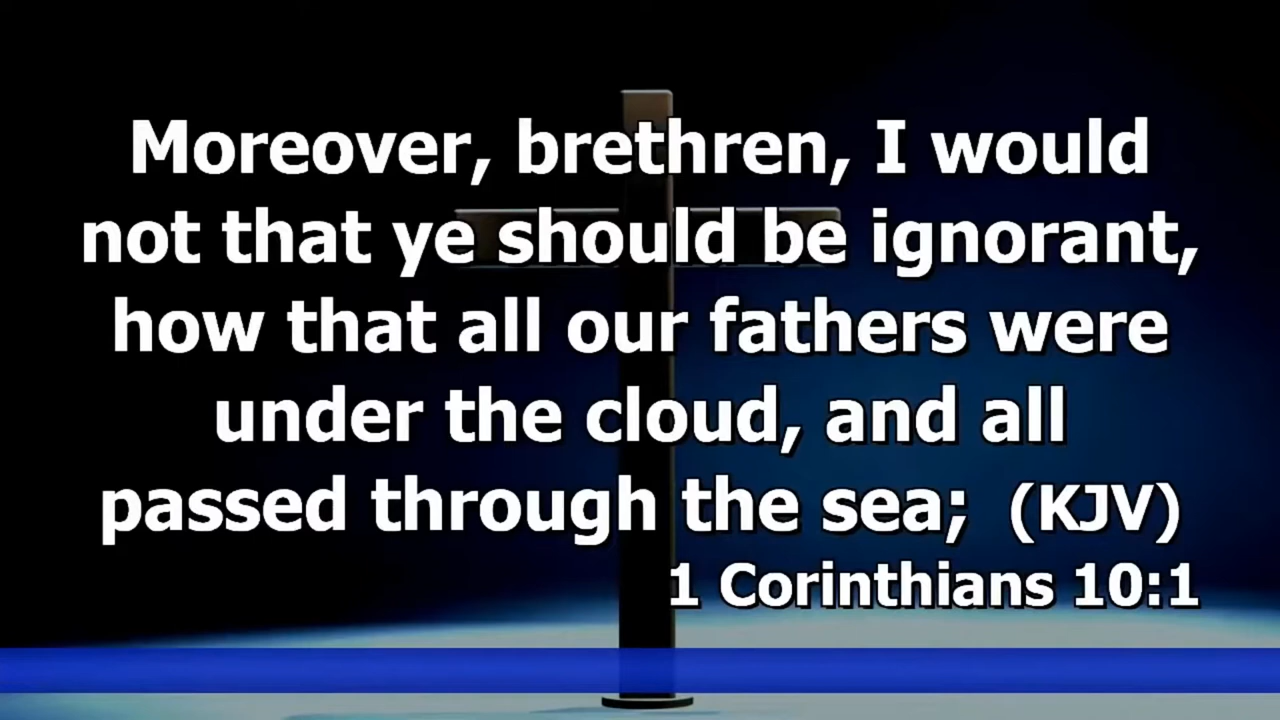 Moreover, brethren, I would
not that ye should be ignorant,
how that all our fathers were
under the cloud, and all
passed through the sea; (KJV)
1 Corinthians 10:1